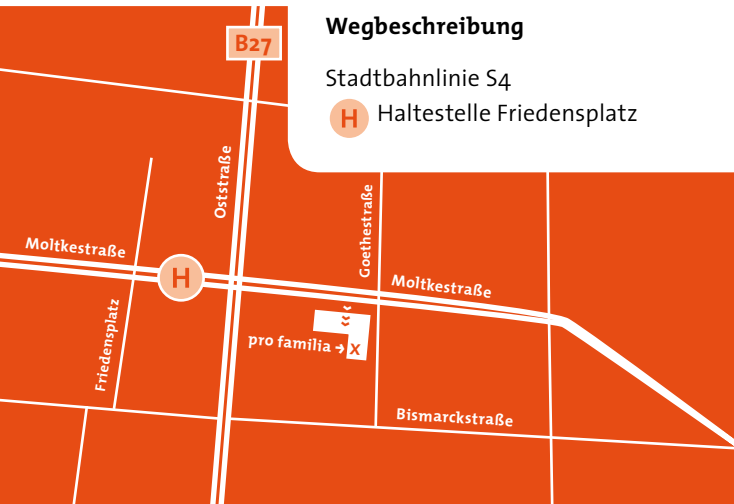 Wegbeschreibung
Stadtbahnlinie S4
H Haltestelle Friedensplatz
B27
Oststraße
Goethestraße
Moltkestraße
H
Moltkestraße
Friedensplatz
pro familia → x
Bismarckstraße